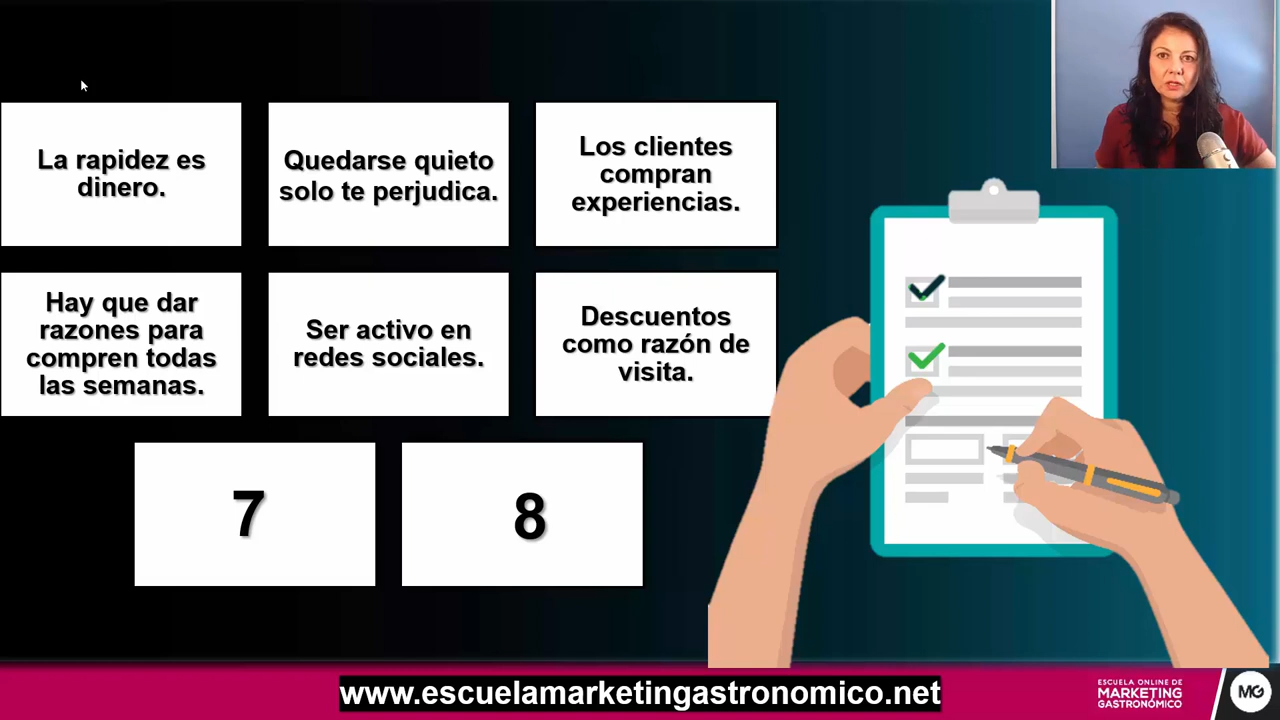 La rapidez es
dinero.
Quedarse quieto
solo te perjudica.
Los clientes
compran
experiencias.
Hay que dar
razones para
compren todas
las semanas.
Ser activo en
redes sociales.
Descuentos
como razón de
visita.
7
8
www.escuelamarketingastronomico.net
ESCUELA ONLINE DE
MARKETING
GASTRONÓMICO
MG